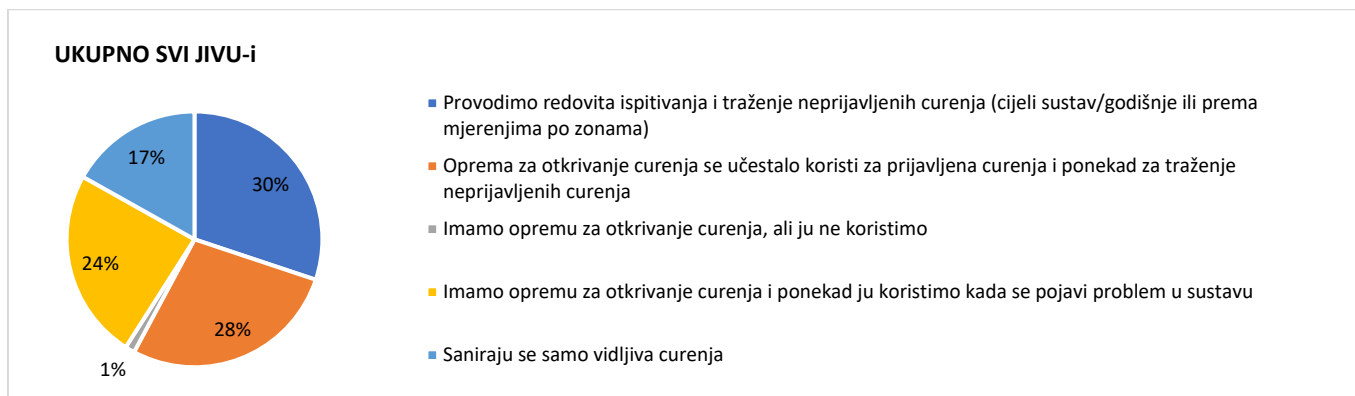 UKUPNO SVI JIVU-i
30%
28%
1%
24%
17%
Provodimo redovita ispitivanja i traženje neprijavljenih curenja (cijeli sustav/godišnje ili prema
mjerenjima po zonama)
Oprema za otkrivanje curenja se učestalo koristi za prijavljena curenja i ponekad za traženje
neprijavljenih curenja
Imamo opremu za otkrivanje curenja, ali ju ne koristimo
Imamo opremu za otkrivanje curenja i ponekad ju koristimo kada se pojavi problem u sustavu
Saniraju se samo vidljiva curenja